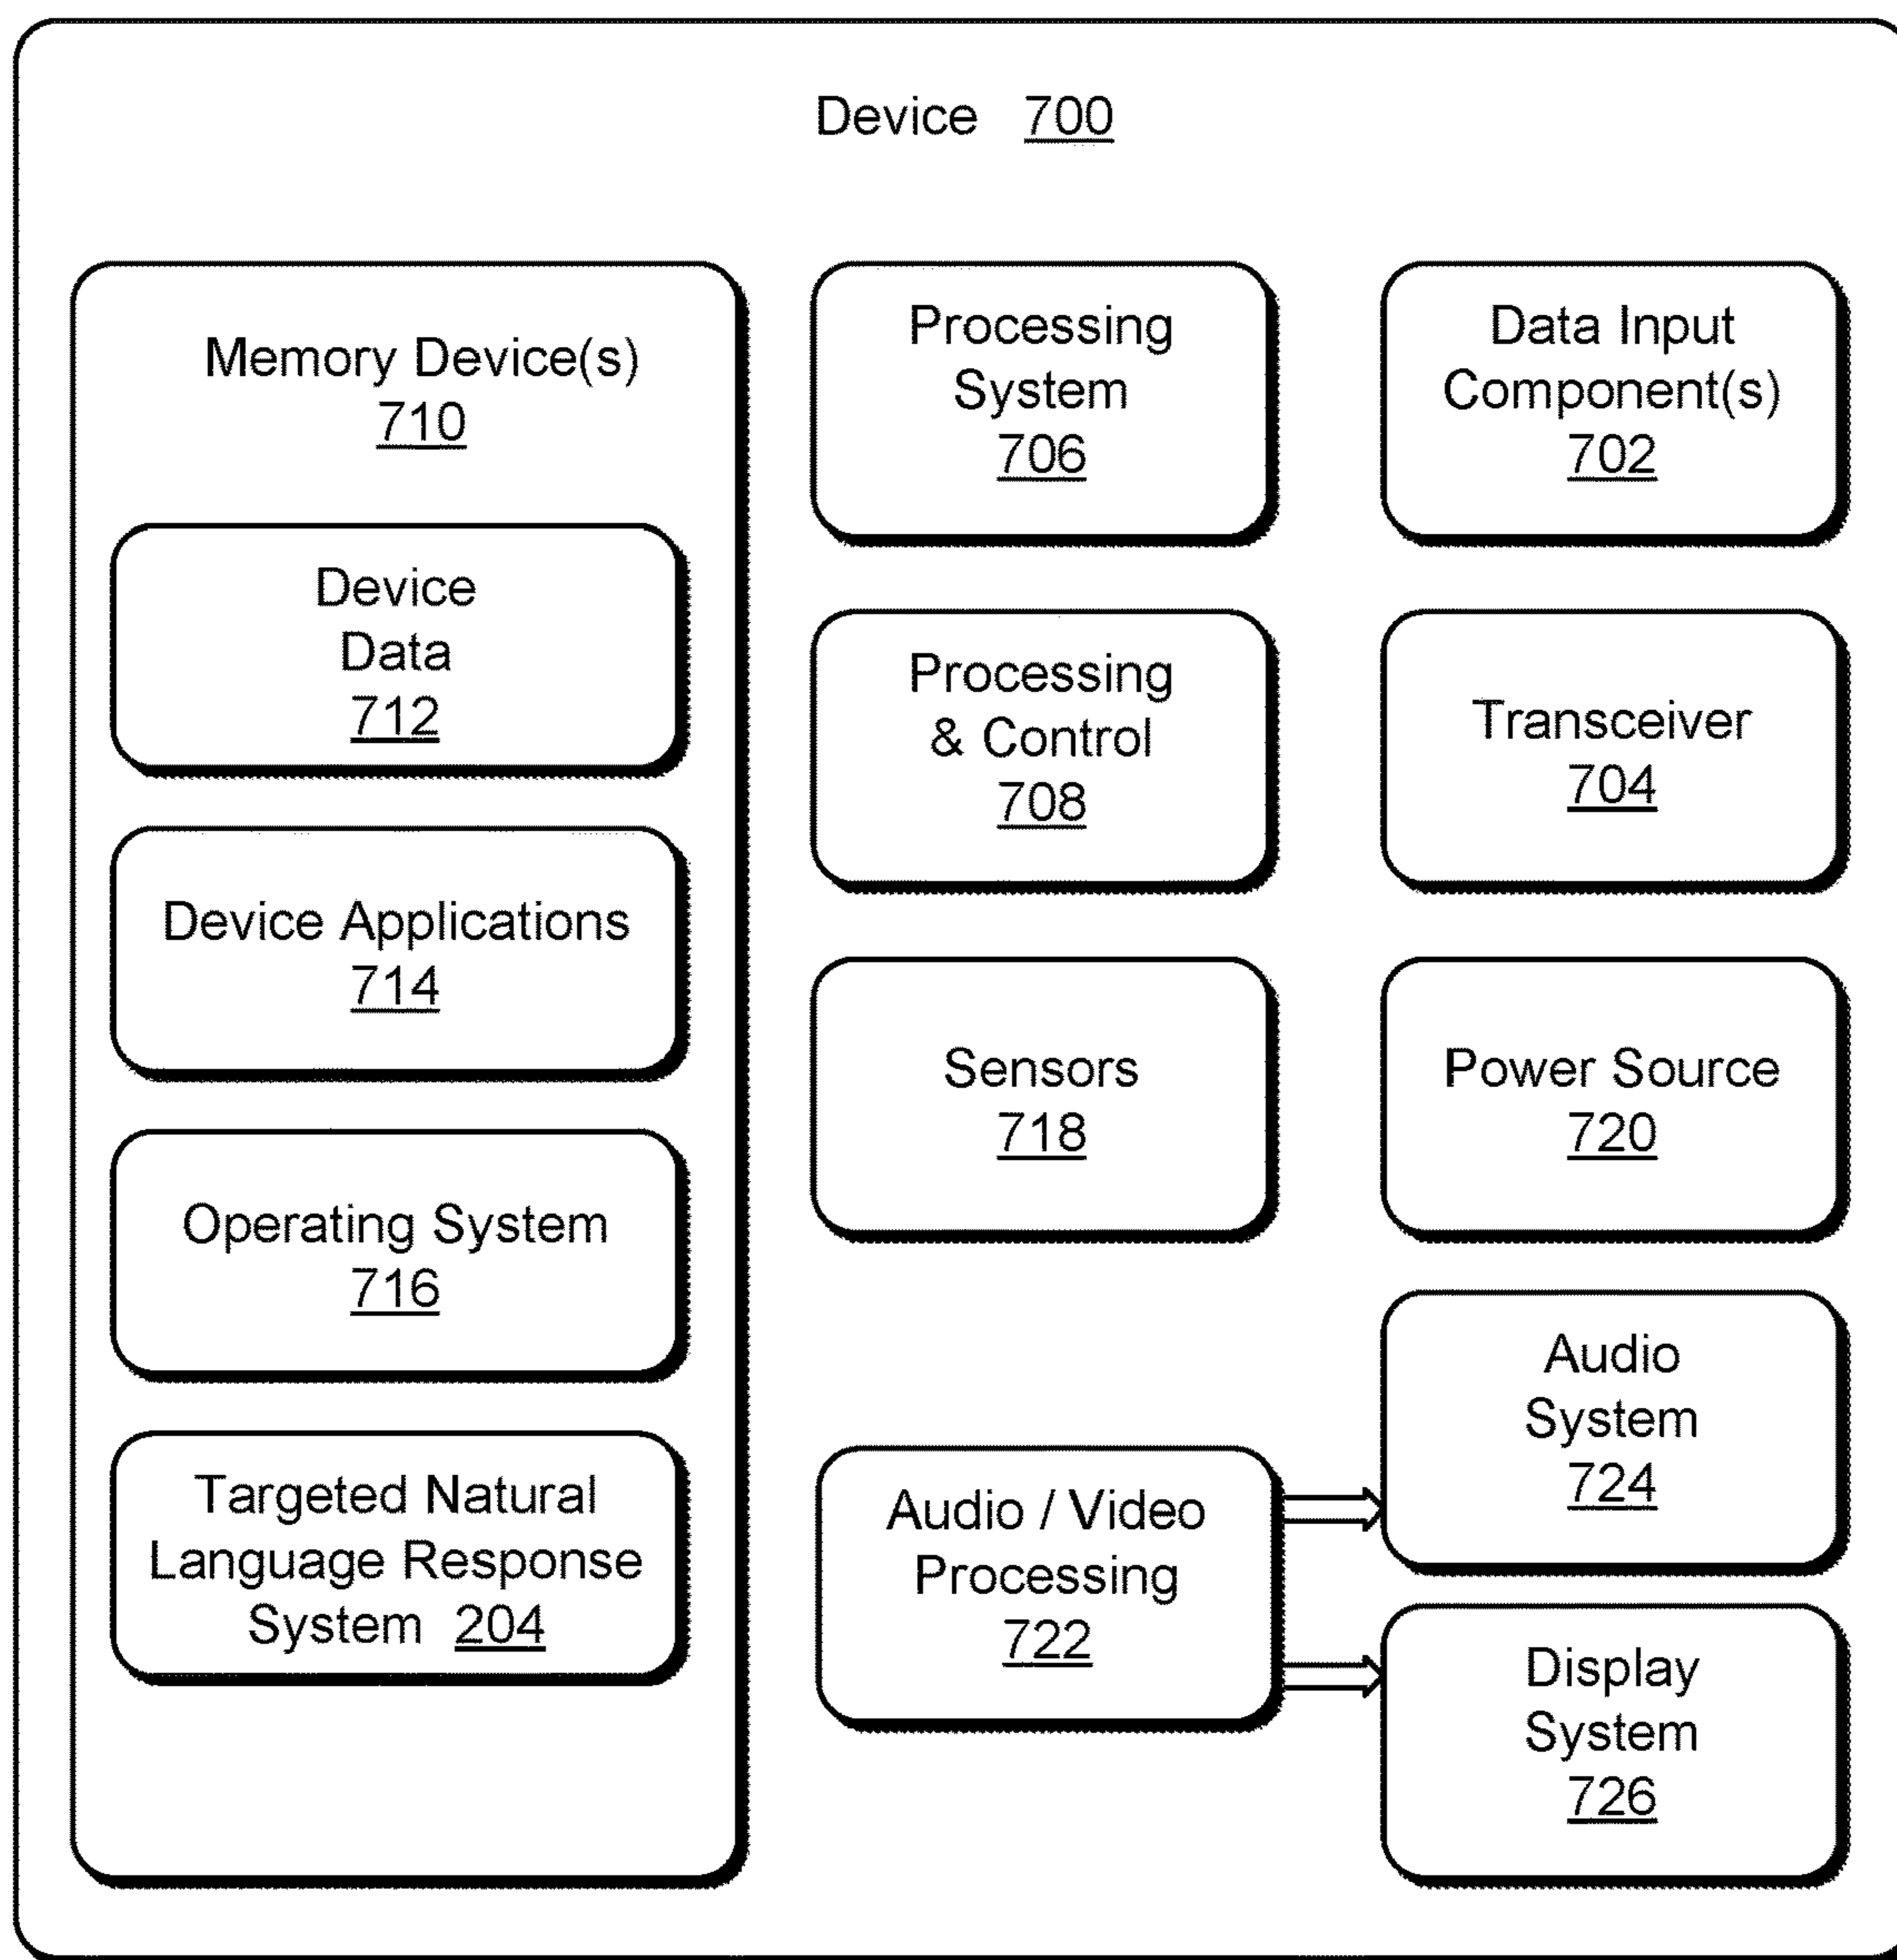 Device 700
Memory Device(s)
710
Device
Data
712
Device Applications
714
Operating System
716
Targeted Natural
Language Response
System 204
Processing
System
706
Data Input
Component(s)
702
Processing
& Control
708
Transceiver
704
Sensors
718
Power Source
720
Audio / Video
Processing
722
Audio
System
724
Display
System
726